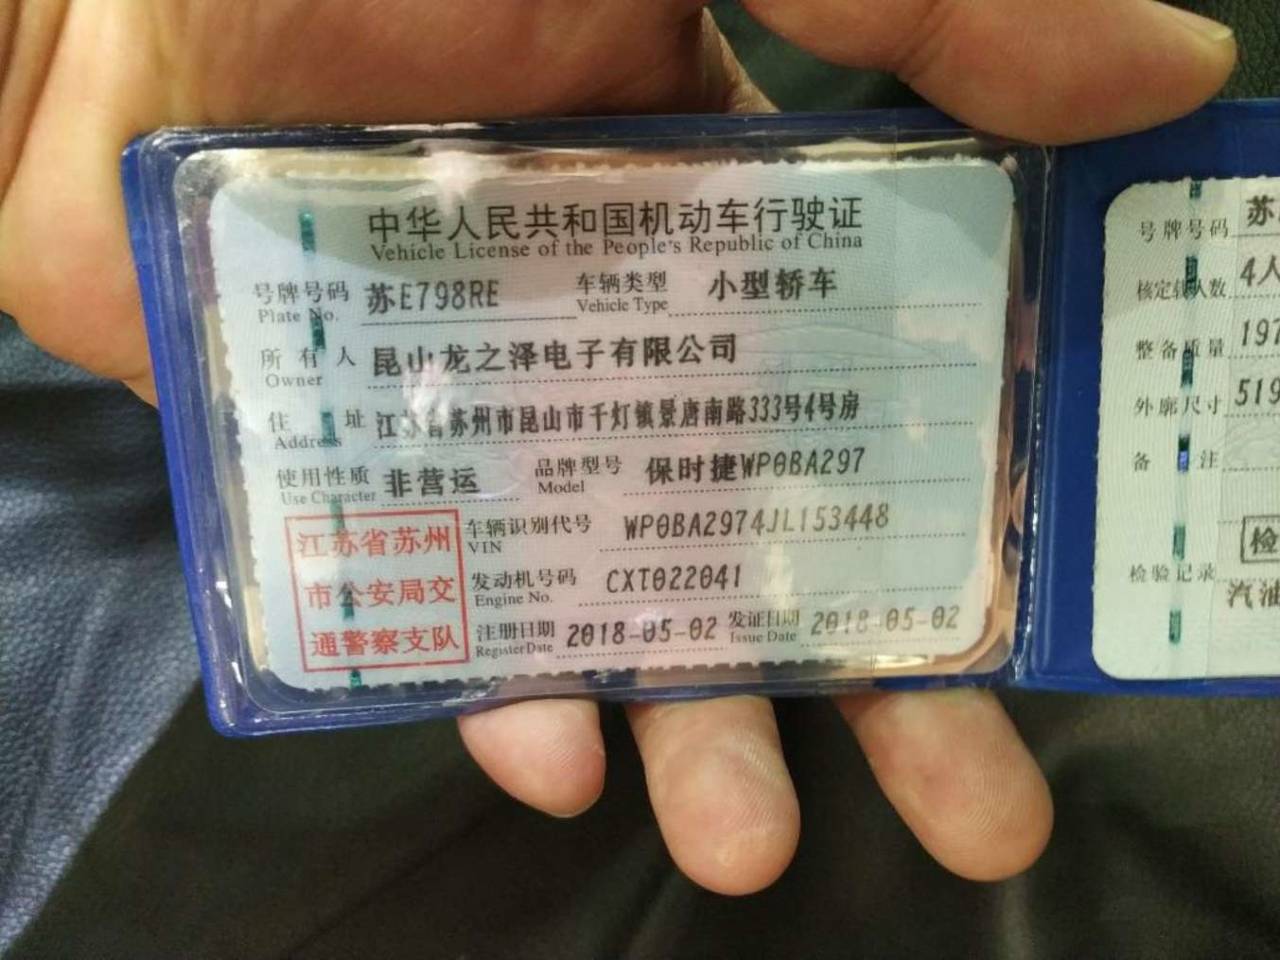 中华人民共和国机动车行驶证
Vehicle License of the People's Republic of China
号牌号码 苏E798RE 车辆类型 小型轿车
Plate No. Vehicle Type
所有人 昆山龙之泽电子有限公司
Owner
住址 江苏省苏州市昆山市千灯镇景唐南路333号4号房
Address
使用性质 非营运 品牌型号 保时捷WP0BA297
Use Character Model
车辆识别代号 WP0BA2974JL153448
VIN
发动机号码 CXT022041
Engine No.
注册日期 2018-05-02 发证日期 2018-05-02
Register Date Issue Date
江苏省苏州
市公安局交
通警察支队
号牌号码 苏
核定载人数 4人
整备质量 197
外廓尺寸 519
备注
检验记录 检
汽油